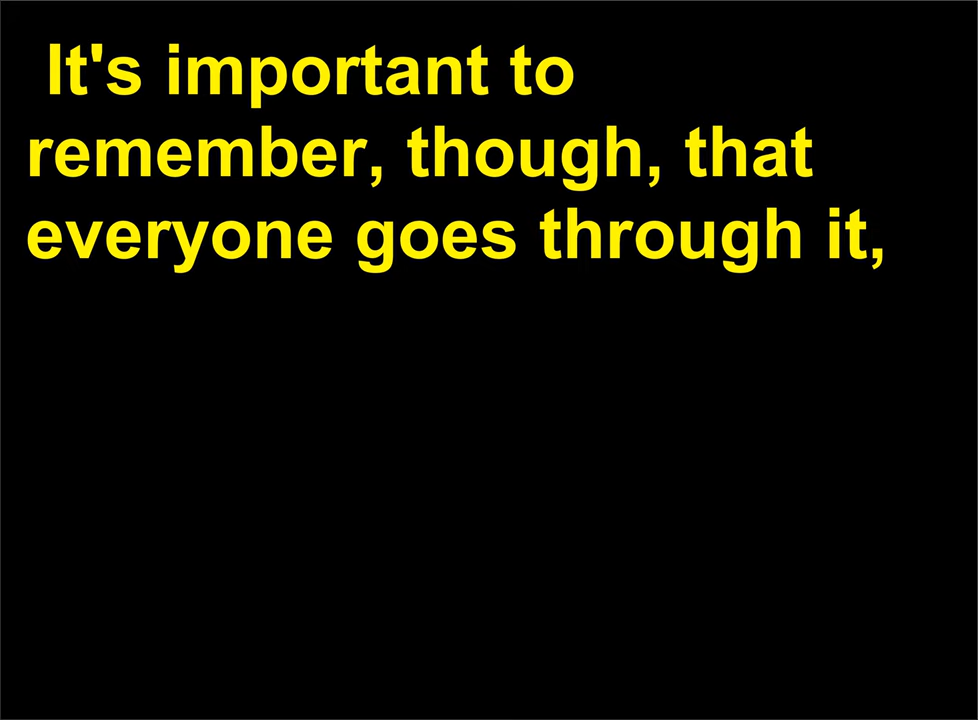 It's important to
remember, though, that
everyone goes through it,